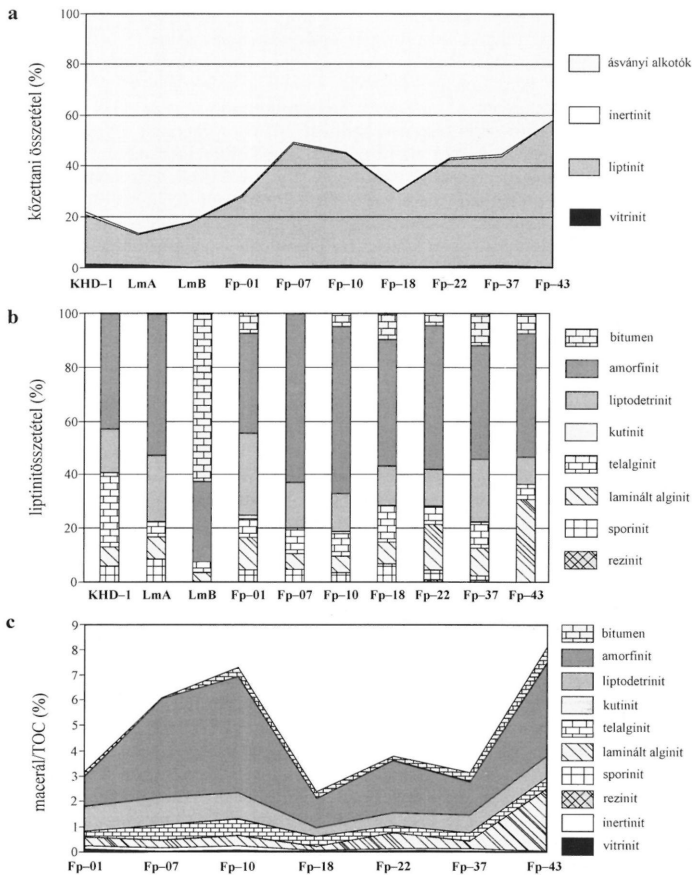 a
közettani összetétel (%)
100
80
60
40
20
0
KHD–1 LmA LmB Fp–01 Fp–07 Fp–10 Fp–18 Fp–22 Fp–37 Fp–43
ásványi alkotók
inertinit
liptinit
vitrinit
b
liptinitösszetétel (%)
100
80
60
40
20
0
KHD–1 LmA LmB Fp–01 Fp–07 Fp–10 Fp–18 Fp–22 Fp–37 Fp–43
bitumen
amorfinit
liptodetrinit
kutinit
telalginit
laminált alginit
sporinit
rezinit
c
macerál/TOC (%)
9
8
7
6
5
4
3
2
1
0
Fp–01 Fp–07 Fp–10 Fp–18 Fp–22 Fp–37 Fp–43
bitumen
amorfinit
liptodetrinit
kutinit
telalginit
laminált alginit
sporinit
rezinit
inertinit
vitrinit